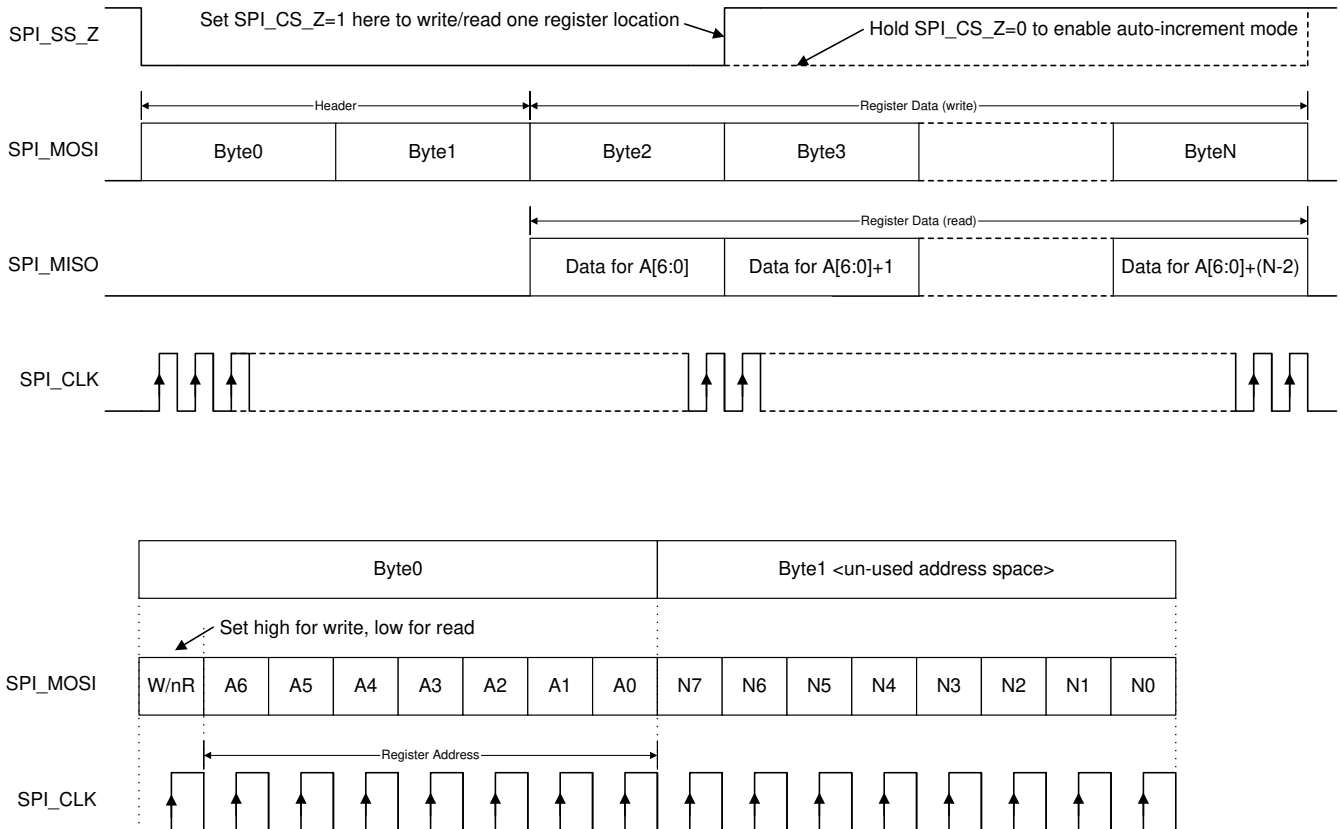 Set SPI_CS_Z=1 here to write/read one register location
Hold SPI_CS_Z=0 to enable auto-increment mode
SPI_SS_Z
Header
Register Data (write)
SPI_MOSI
Byte0
Byte1
Byte2
Byte3
ByteN
Register Data (read)
SPI_MISO
Data for A[6:0]
Data for A[6:0]+1
Data for A[6:0]+(N-2)
SPI_CLK
Byte0
Byte1 <un-used address space>
Set high for write, low for read
SPI_MOSI
W/nR
A6
A5
A4
A3
A2
A1
A0
N7
N6
N5
N4
N3
N2
N1
N0
Register Address
SPI_CLK